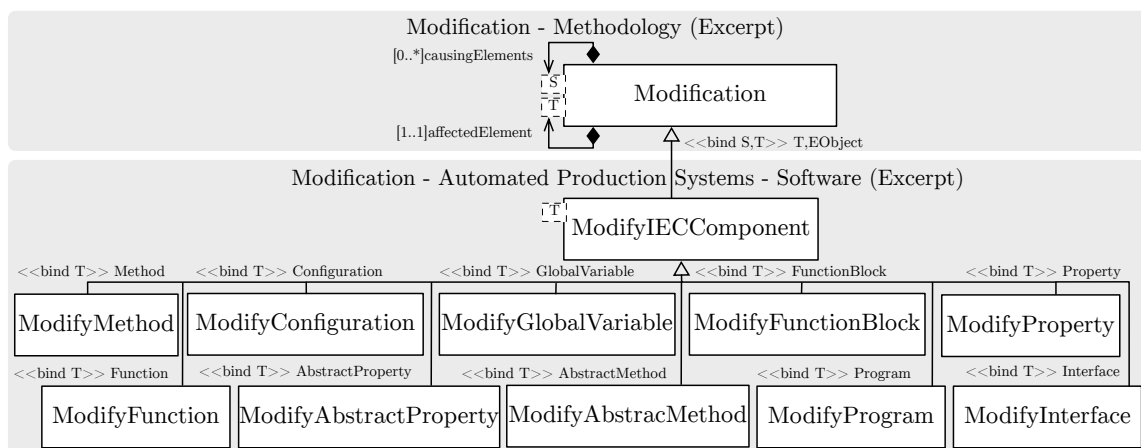 Modification - Methodology (Excerpt)
[0..*]causingElements
S
Modification
T
[1..1]affectedElement
<<bind S,T>> T,EObject
Modification - Automated Production Systems - Software (Excerpt)
T
ModifyIECComponent
<<bind T>> Method
<<bind T>> Configuration
<<bind T>> GlobalVariable
<<bind T>> FunctionBlock
<<bind T>> Property
ModifyMethod
ModifyConfiguration
ModifyGlobalVariable
ModifyFunctionBlock
ModifyProperty
<<bind T>> Function
<<bind T>> AbstractProperty
<<bind T>> AbstractMethod
<<bind T>> Program
<<bind T>> Interface
ModifyFunction
ModifyAbstractProperty
ModifyAbstracMethod
ModifyProgram
ModifyInterface